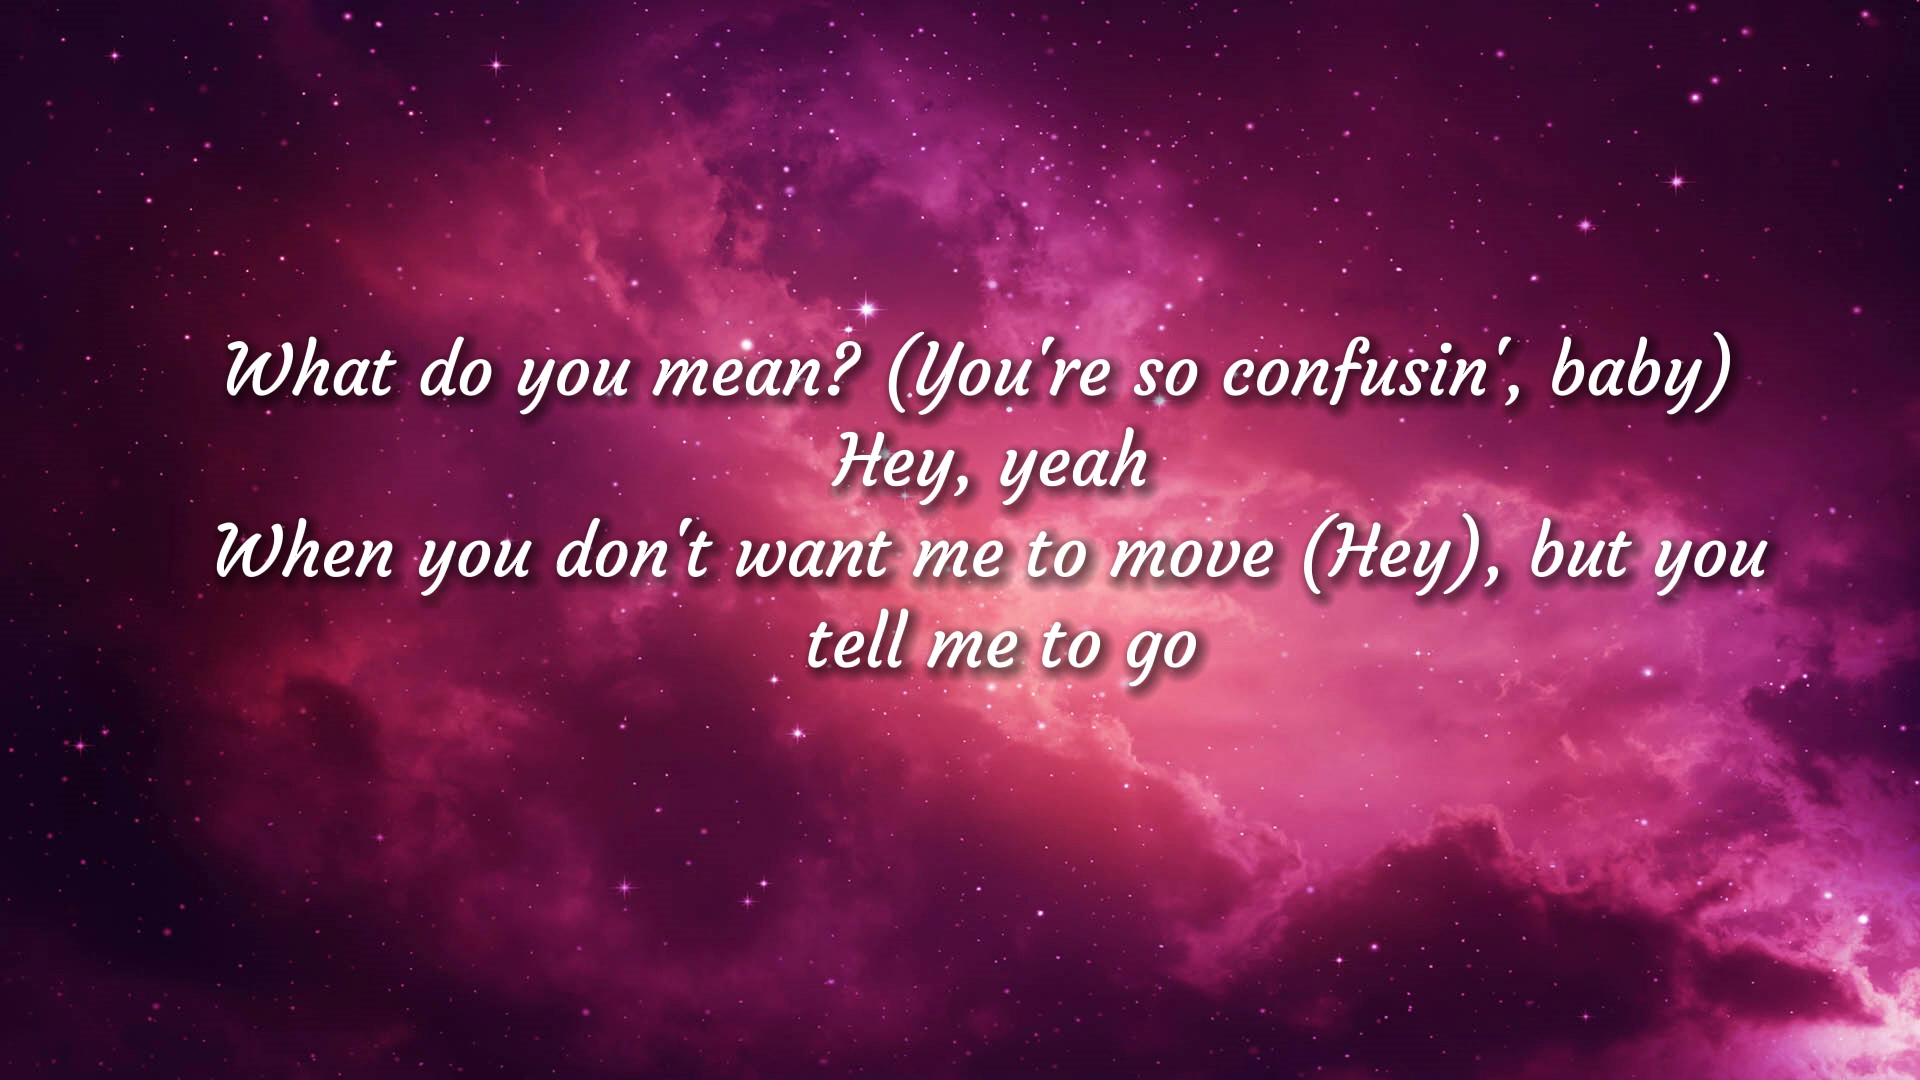 What do you mean? (You're so confusin', baby)
Hey, yeah
When you don't want me to move (Hey), but you
tell me to go